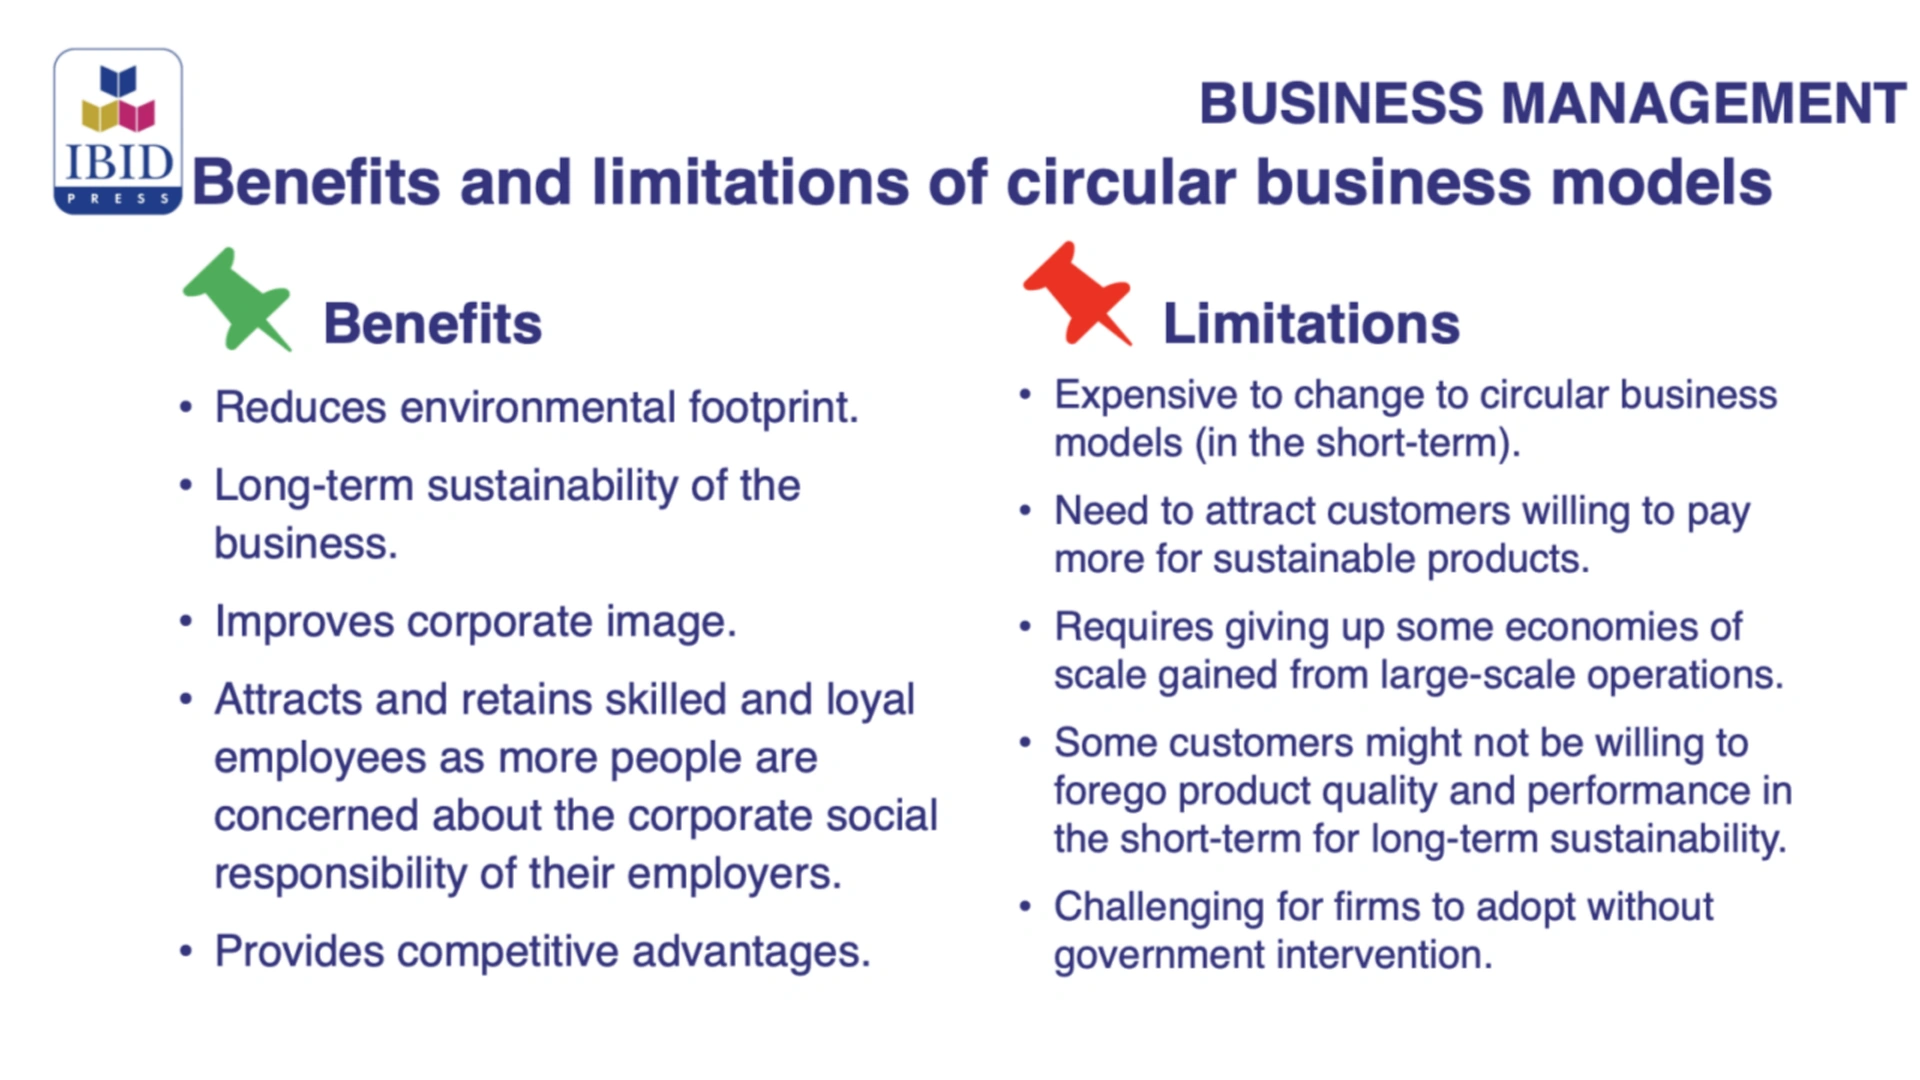 IBID
PRESS
BUSINESS MANAGEMENT
Benefits and limitations of circular business models
Benefits
• Reduces environmental footprint.
• Long-term sustainability of the
business.
• Improves corporate image.
• Attracts and retains skilled and loyal
employees as more people are
concerned about the corporate social
responsibility of their employers.
• Provides competitive advantages.
Limitations
• Expensive to change to circular business
models (in the short-term).
• Need to attract customers willing to pay
more for sustainable products.
• Requires giving up some economies of
scale gained from large-scale operations.
• Some customers might not be willing to
forego product quality and performance in
the short-term for long-term sustainability.
• Challenging for firms to adopt without
government intervention.